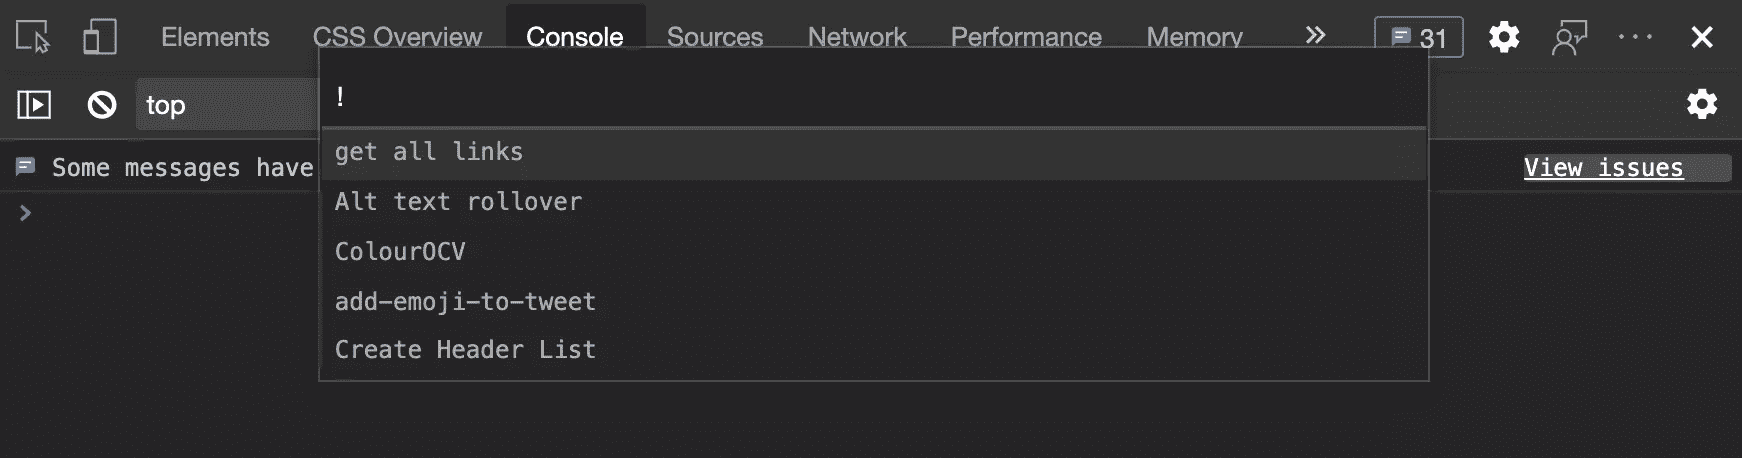 Elements CSS Overview Console Sources Network Performance Memory » 31 ···
top
!
get all links
Some messages have
View issues
Alt text rollover
>
ColourOCV
add-emoji-to-tweet
Create Header List